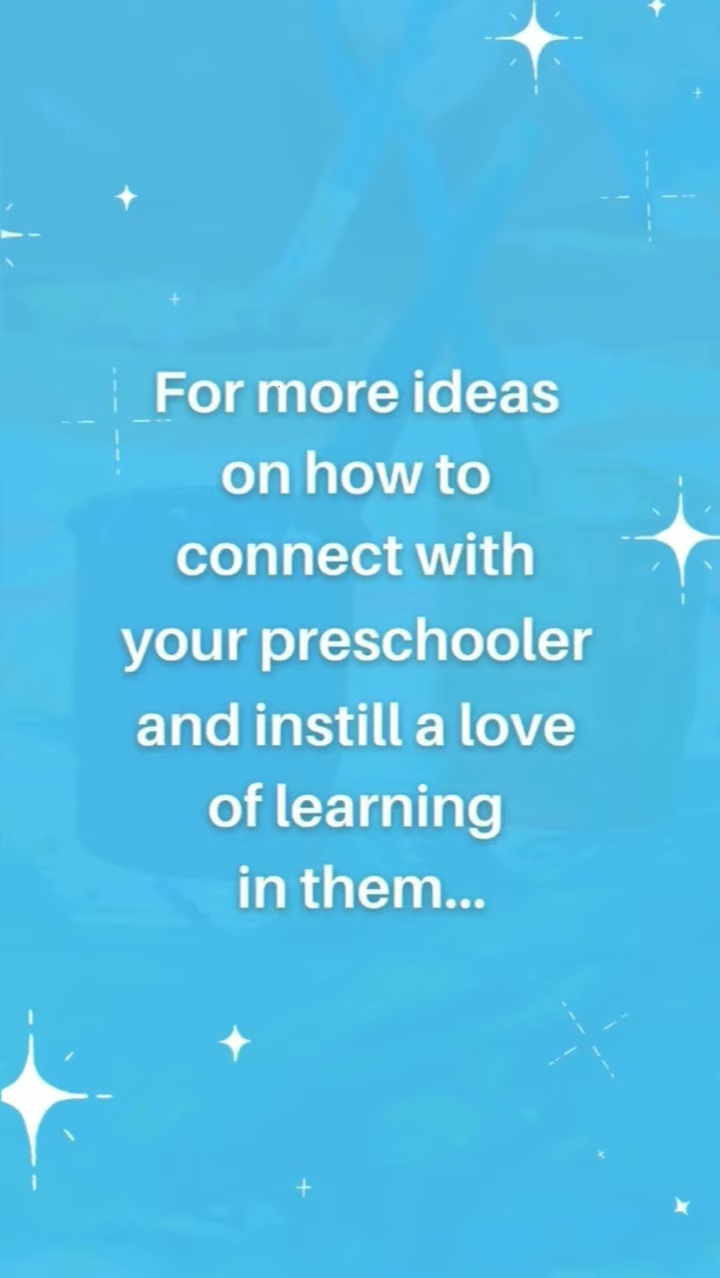 For more ideas
on how to
connect with
your preschooler
and instill a love
of learning
in them...